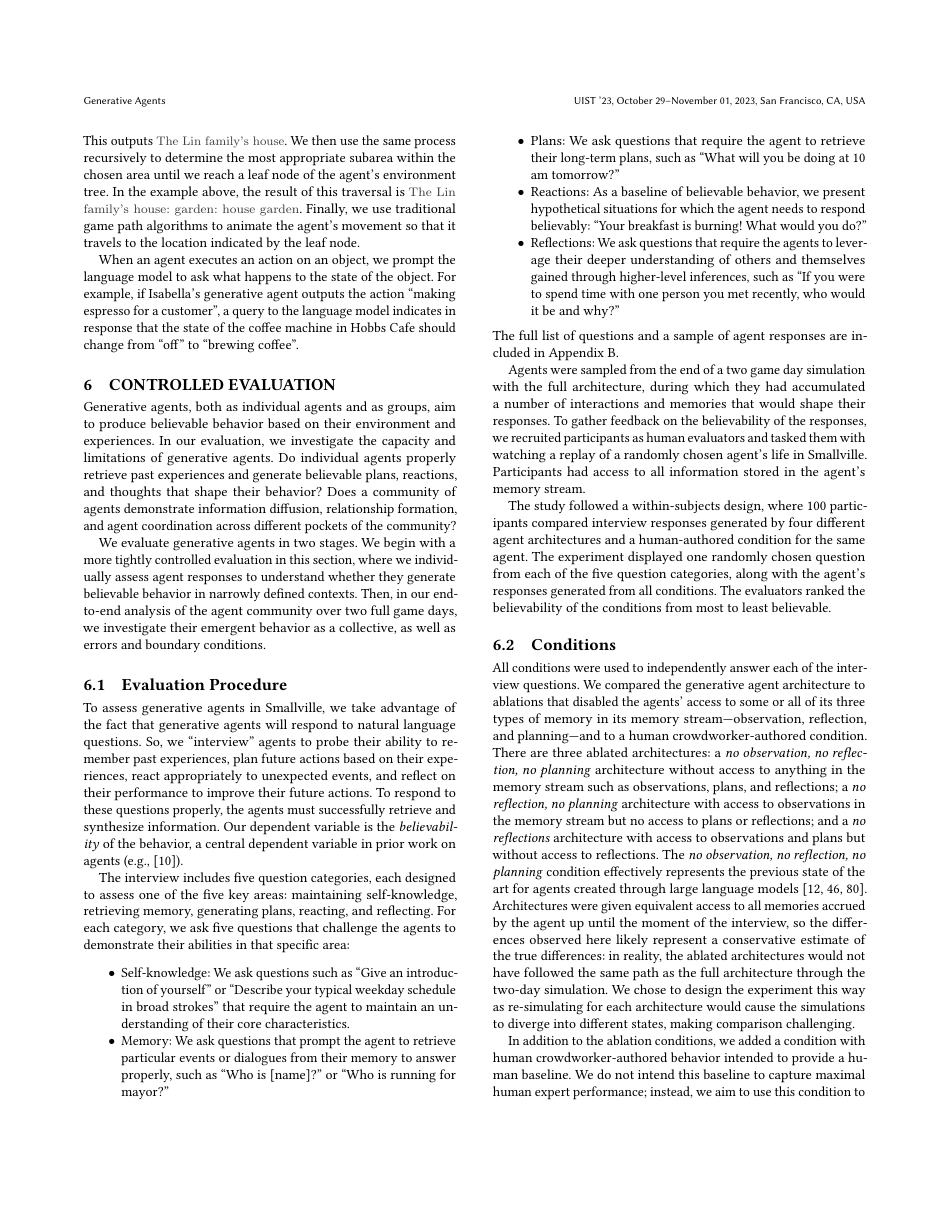 Generative Agents
UIST ’23, October 29–November 01, 2023, San Francisco, CA, USA
This outputs The Lin family's house. We then use the same process
recursively to determine the most appropriate subarea within the
chosen area until we reach a leaf node of the agent’s environment
tree. In the example above, the result of this traversal is The Lin
family's house: garden: house garden. Finally, we use traditional
game path algorithms to animate the agent’s movement so that it
travels to the location indicated by the leaf node.
When an agent executes an action on an object, we prompt the
language model to ask what happens to the state of the object. For
example, if Isabella’s generative agent outputs the action “making
espresso for a customer”, a query to the language model indicates in
response that the state of the coffee machine in Hobbs Cafe should
change from “off” to “brewing coffee”.
6 CONTROLLED EVALUATION
Generative agents, both as individual agents and as groups, aim
to produce believable behavior based on their environment and
experiences. In our evaluation, we investigate the capacity and
limitations of generative agents. Do individual agents properly
retrieve past experiences and generate believable plans, reactions,
and thoughts that shape their behavior? Does a community of
agents demonstrate information diffusion, relationship formation,
and agent coordination across different pockets of the community?
We evaluate generative agents in two stages. We begin with a
more tightly controlled evaluation in this section, where we individ-
ually assess agent responses to understand whether they generate
believable behavior in narrowly defined contexts. Then, in our end-
to-end analysis of the agent community over two full game days,
we investigate their emergent behavior as a collective, as well as
errors and boundary conditions.
6.1 Evaluation Procedure
To assess generative agents in Smallville, we take advantage of
the fact that generative agents will respond to natural language
questions. So, we “interview” agents to probe their ability to re-
member past experiences, plan future actions based on their expe-
riences, react appropriately to unexpected events, and reflect on
their performance to improve their future actions. To respond to
these questions properly, the agents must successfully retrieve and
synthesize information. Our dependent variable is the believabil-
ity of the behavior, a central dependent variable in prior work on
agents (e.g., [10]).
The interview includes five question categories, each designed
to assess one of the five key areas: maintaining self-knowledge,
retrieving memory, generating plans, reacting, and reflecting. For
each category, we ask five questions that challenge the agents to
demonstrate their abilities in that specific area:
• Self-knowledge: We ask questions such as “Give an introduc-
tion of yourself” or “Describe your typical weekday schedule
in broad strokes” that require the agent to maintain an un-
derstanding of their core characteristics.
• Memory: We ask questions that prompt the agent to retrieve
particular events or dialogues from their memory to answer
properly, such as “Who is [name]?” or “Who is running for
mayor?”
• Plans: We ask questions that require the agent to retrieve
their long-term plans, such as “What will you be doing at 10
am tomorrow?”
• Reactions: As a baseline of believable behavior, we present
hypothetical situations for which the agent needs to respond
believably: “Your breakfast is burning! What would you do?”
• Reflections: We ask questions that require the agents to lever-
age their deeper understanding of others and themselves
gained through higher-level inferences, such as “If you were
to spend time with one person you met recently, who would
it be and why?”
The full list of questions and a sample of agent responses are in-
cluded in Appendix B.
Agents were sampled from the end of a two game day simulation
with the full architecture, during which they had accumulated
a number of interactions and memories that would shape their
responses. To gather feedback on the believability of the responses,
we recruited participants as human evaluators and tasked them with
watching a replay of a randomly chosen agent’s life in Smallville.
Participants had access to all information stored in the agent’s
memory stream.
The study followed a within-subjects design, where 100 partic-
ipants compared interview responses generated by four different
agent architectures and a human-authored condition for the same
agent. The experiment displayed one randomly chosen question
from each of the five question categories, along with the agent’s
responses generated from all conditions. The evaluators ranked the
believability of the conditions from most to least believable.
6.2 Conditions
All conditions were used to independently answer each of the inter-
view questions. We compared the generative agent architecture to
ablations that disabled the agents’ access to some or all of its three
types of memory in its memory stream—observation, reflection,
and planning—and to a human crowdworker-authored condition.
There are three ablated architectures: a no observation, no reflec-
tion, no planning architecture without access to anything in the
memory stream such as observations, plans, and reflections; a no
reflection, no planning architecture with access to observations in
the memory stream but no access to plans or reflections; and a no
reflections architecture with access to observations and plans but
without access to reflections. The no observation, no reflection, no
planning condition effectively represents the previous state of the
art for agents created through large language models [12, 46, 80].
Architectures were given equivalent access to all memories accrued
by the agent up until the moment of the interview, so the differ-
ences observed here likely represent a conservative estimate of
the true differences: in reality, the ablated architectures would not
have followed the same path as the full architecture through the
two-day simulation. We chose to design the experiment this way
as re-simulating for each architecture would cause the simulations
to diverge into different states, making comparison challenging.
In addition to the ablation conditions, we added a condition with
human crowdworker-authored behavior intended to provide a hu-
man baseline. We do not intend this baseline to capture maximal
human expert performance; instead, we aim to use this condition to